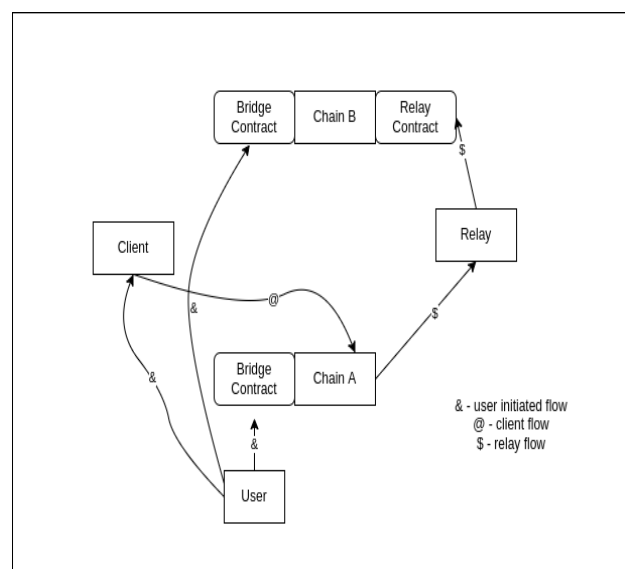 Bridge
Contract
Chain B
Relay
Contract
$
Client
Relay
@
&
$
Bridge
Contract
Chain A
&
& - user initiated flow
@ - client flow
$ - relay flow
&
User